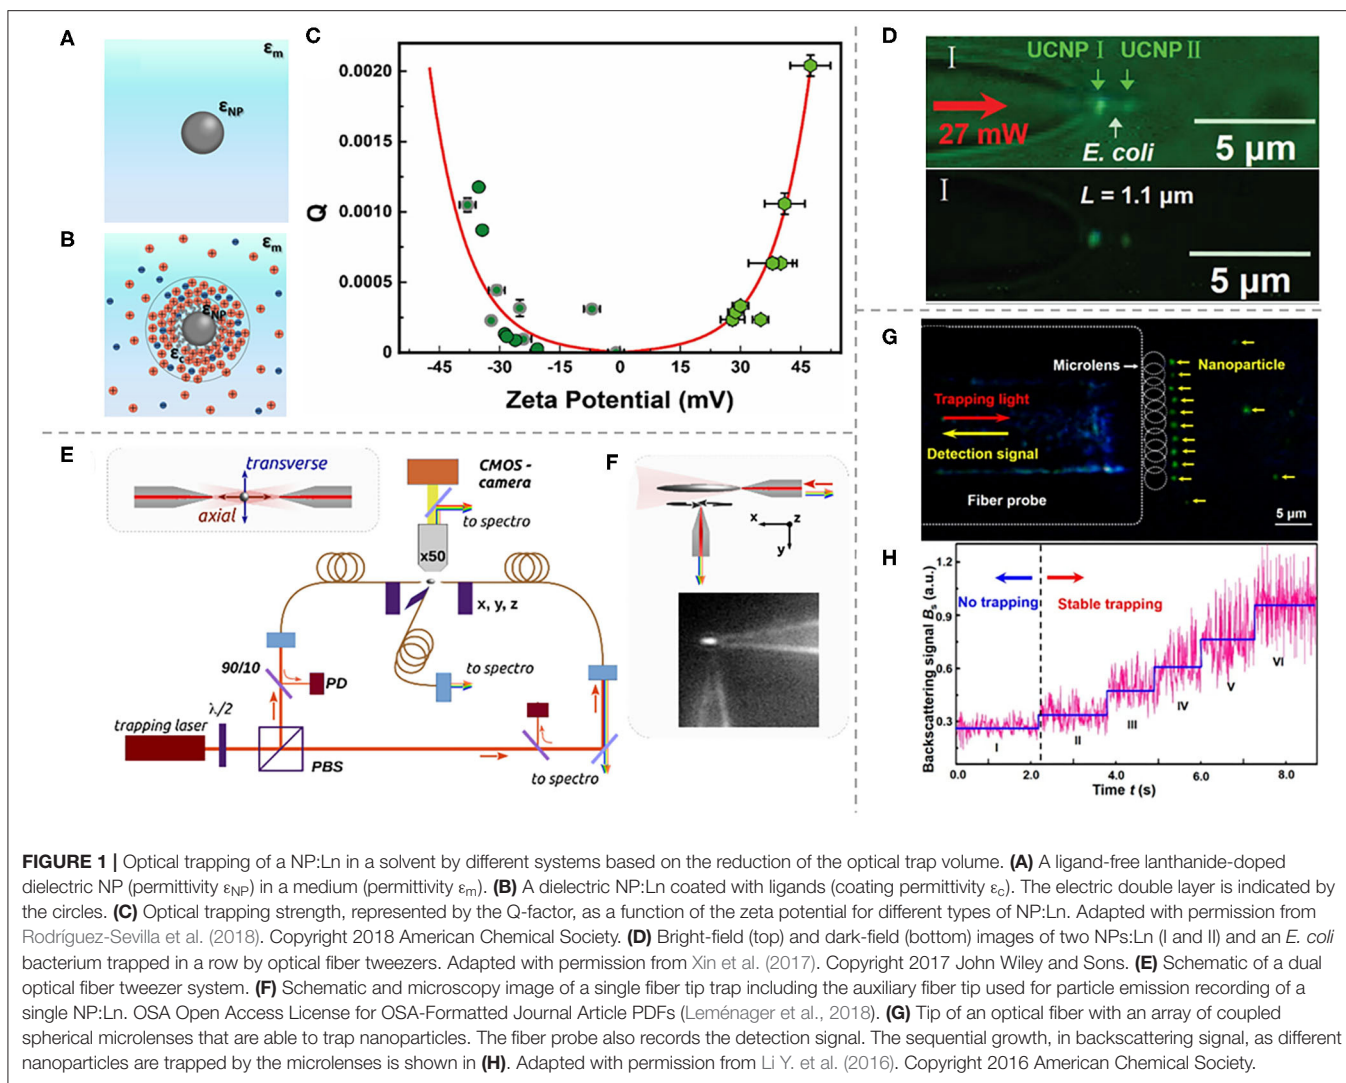 A
εm
εNP
B
εm
εNP
εc
C
0.0020
0.0015
0.0010
0.0005
0
Q
-45
-30
-15
0
15
30
45
Zeta Potential (mV)
D
I
UCNP I
UCNP II
27 mW
E. coli
5 µm
I
L = 1.1 µm
5 µm
E
transverse
axial
CMOS -
camera
to spectro
x50
x, y, z
to spectro
90/10
PD
λ/2
trapping laser
PBS
to spectro
F
x
z
y
G
Microlens
Nanoparticle
Trapping light
Detection signal
Fiber probe
5 µm
H
Backscattering signal Bs (a.u.)
1.2
0.9
0.6
0.3
No trapping
Stable trapping
I
II
III
IV
V
VI
0.0
2.0
4.0
6.0
8.0
Time t (s)
FIGURE 1 | Optical trapping of a NP:Ln in a solvent by different systems based on the reduction of the optical trap volume. (A) A ligand-free lanthanide-doped
dielectric NP (permittivity εNP) in a medium (permittivity εm). (B) A dielectric NP:Ln coated with ligands (coating permittivity εc). The electric double layer is indicated by
the circles. (C) Optical trapping strength, represented by the Q-factor, as a function of the zeta potential for different types of NP:Ln. Adapted with permission from
Rodríguez-Sevilla et al. (2018). Copyright 2018 American Chemical Society. (D) Bright-field (top) and dark-field (bottom) images of two NPs:Ln (I and II) and an E. coli
bacterium trapped in a row by optical fiber tweezers. Adapted with permission from Xin et al. (2017). Copyright 2017 John Wiley and Sons. (E) Schematic of a dual
optical fiber tweezer system. (F) Schematic and microscopy image of a single fiber tip trap including the auxiliary fiber tip used for particle emission recording of a
single NP:Ln. OSA Open Access License for OSA-Formatted Journal Article PDFs (Leménager et al., 2018). (G) Tip of an optical fiber with an array of coupled
spherical microlenses that are able to trap nanoparticles. The fiber probe also records the detection signal. The sequential growth, in backscattering signal, as different
nanoparticles are trapped by the microlenses is shown in (H). Adapted with permission from Li Y. et al. (2016). Copyright 2016 American Chemical Society.